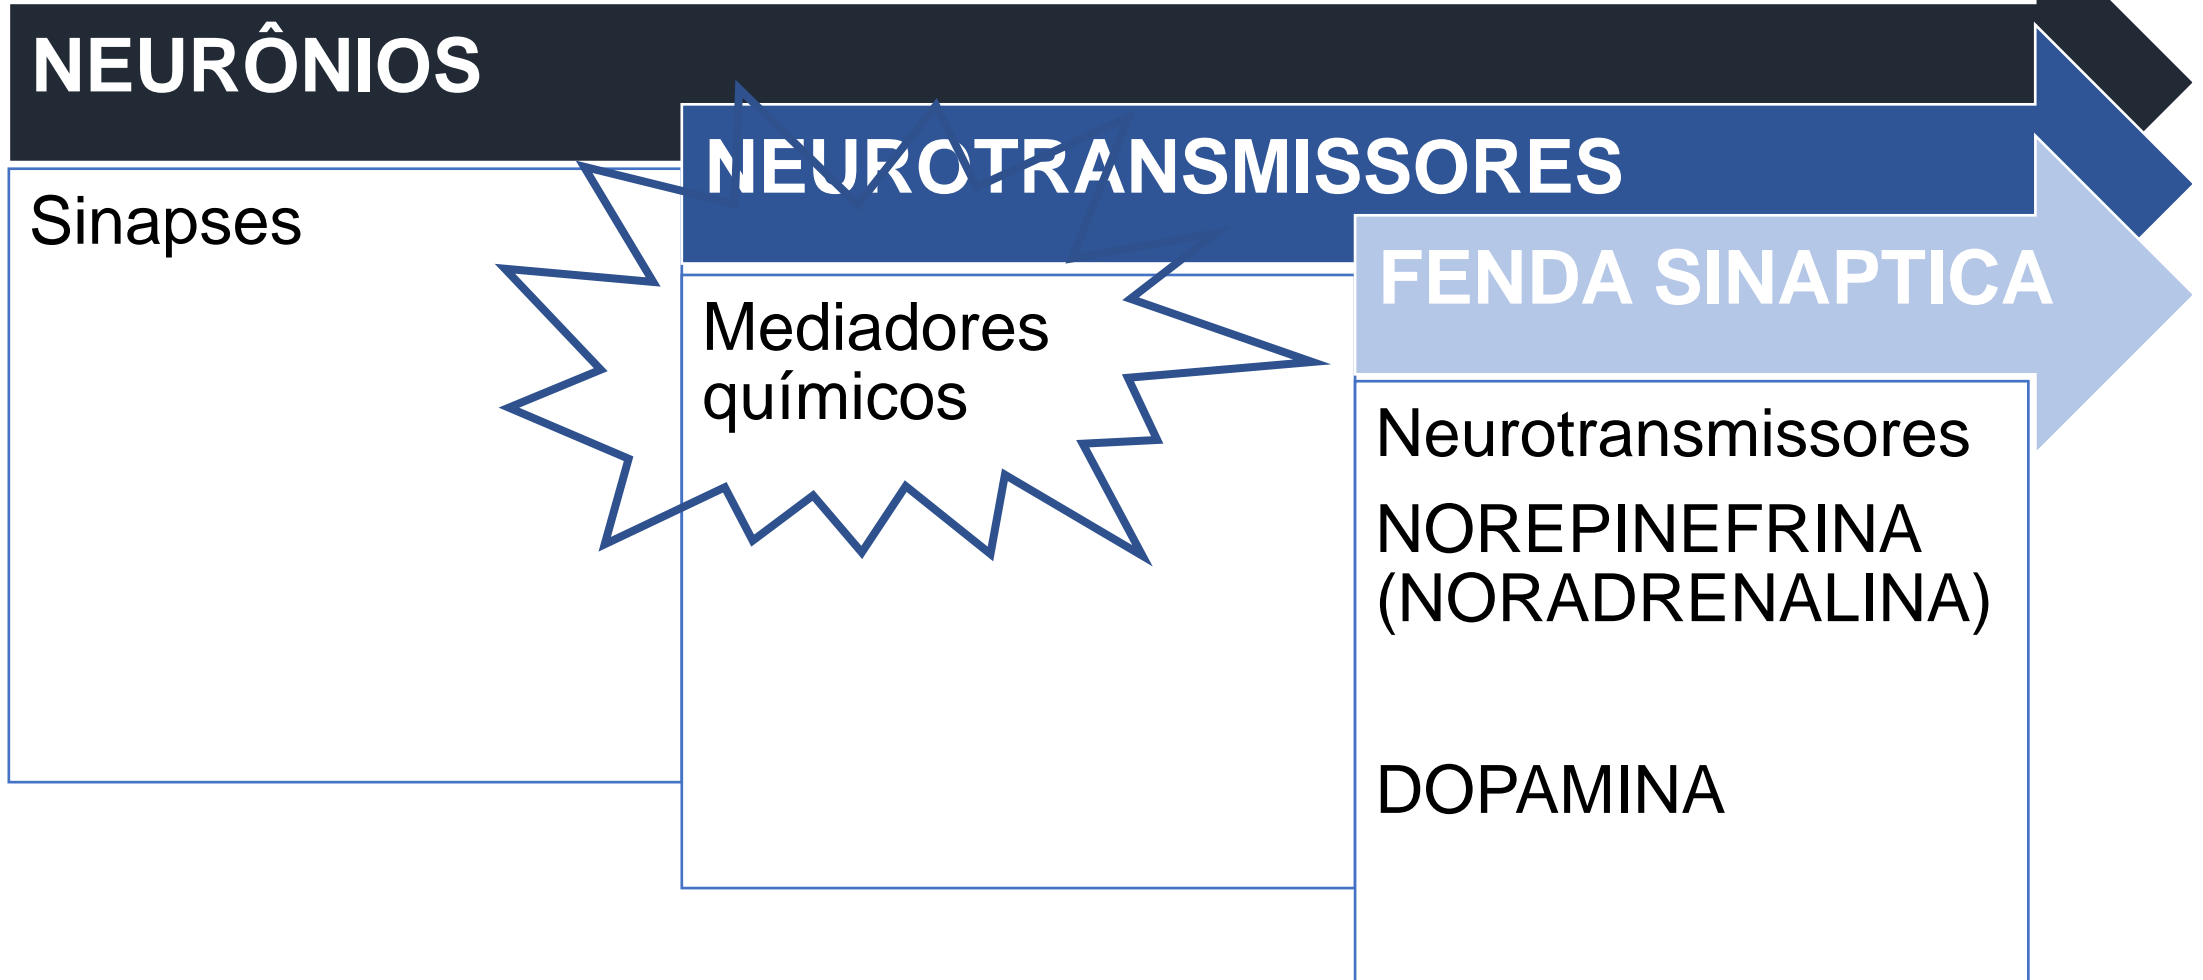 NEURÔNIOS
Sinapses
NEUROTRANSMISSORES
Mediadores
químicos
FENDA SINAPTICA
Neurotransmissores
NOREPINEFRINA
(NORADRENALINA)
DOPAMINA